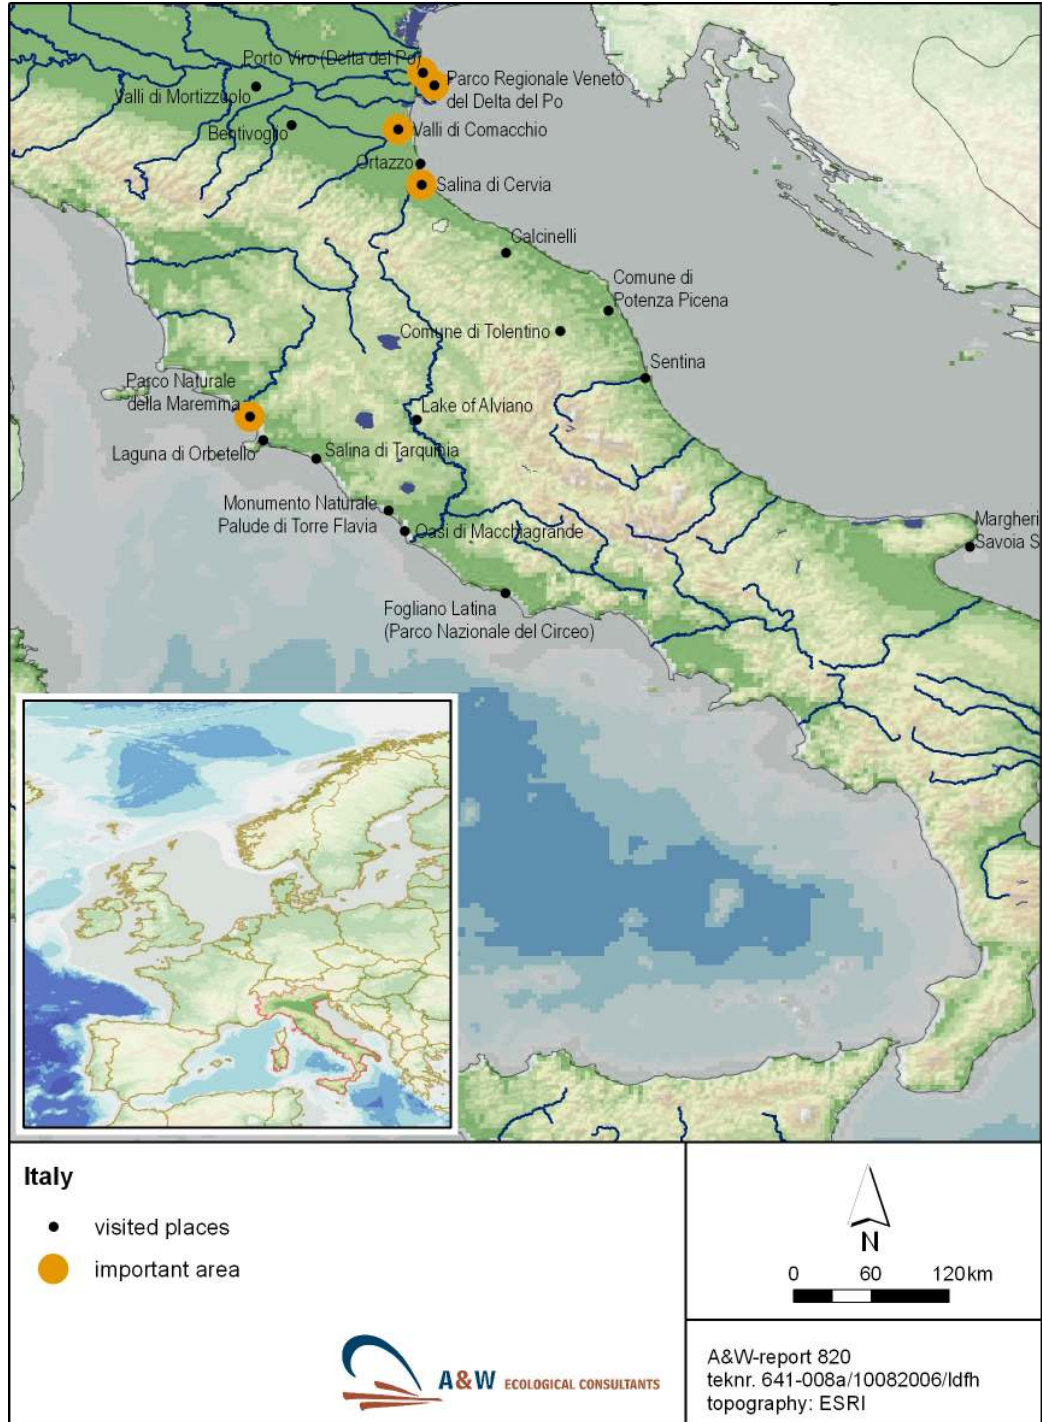 Porto Viro (Delta del Po)
Parco Regionale Veneto
del Delta del Po
Valli di Mortizzuolo
Bentivoglio
Valli di Comacchio
Ortazzo
Salina di Cervia
Calcinelli
Comune di
Potenza Picena
Comune di Tolentino
Sentina
Parco Naturale
della Maremma
Lake of Alviano
Laguna di Orbetello
Salina di Tarquinia
Monumento Naturale
Palude di Torre Flavia
Oasi di Macchiagrande
Margheri
Savoia S
Fogliano Latina
(Parco Nazionale del Circeo)
Italy
visited places
important area
N
0 60 120km
A&W ECOLOGICAL CONSULTANTS
A&W-report 820
teknr. 641-008a/10082006/ldfh
topography: ESRI